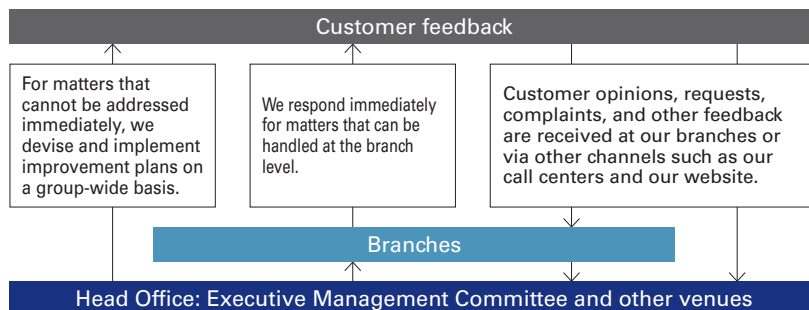 Customer feedback
For matters that
cannot be addressed
immediately, we
devise and implement
improvement plans on
a group-wide basis.
We respond immediately
for matters that can be
handled at the branch
level.
Customer opinions, requests,
complaints, and other feedback
are received at our branches or
via other channels such as our
call centers and our website.
Branches
Head Office: Executive Management Committee and other venues